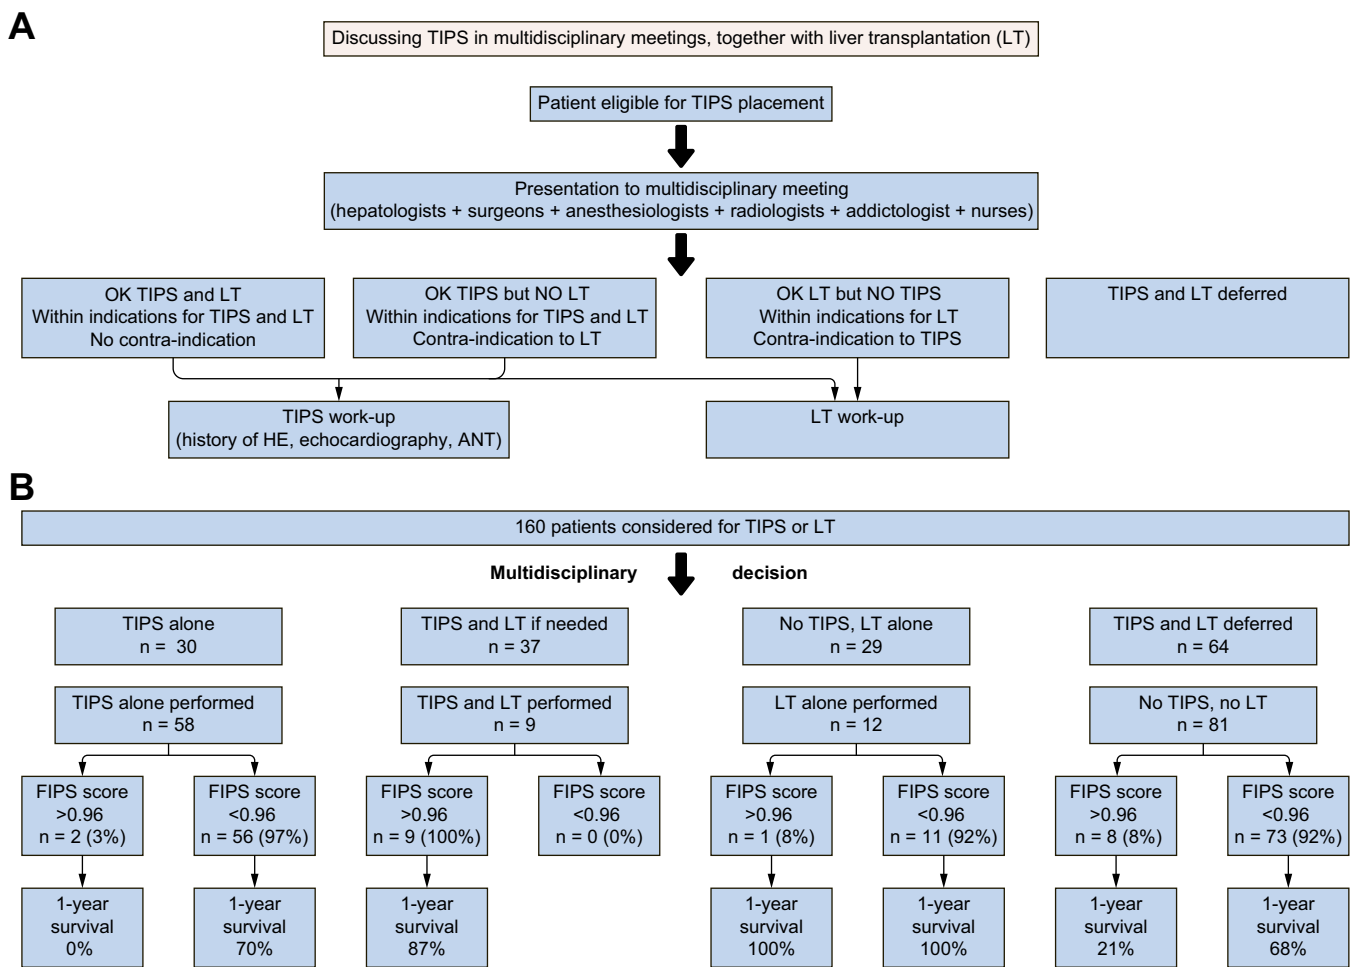 A
Discussing TIPS in multidisciplinary meetings, together with liver transplantation (LT)
Patient eligible for TIPS placement
Presentation to multidisciplinary meeting
(hepatologists + surgeons + anesthesiologists + radiologists + addictologist + nurses)
OK TIPS and LT
Within indications for TIPS and LT
No contra-indication
OK TIPS but NO LT
Within indications for TIPS and LT
Contra-indication to LT
OK LT but NO TIPS
Within indications for LT
Contra-indication to TIPS
TIPS and LT deferred
TIPS work-up
(history of HE, echocardiography, ANT)
LT work-up
B
160 patients considered for TIPS or LT
Multidisciplinary decision
TIPS alone
n = 30
TIPS and LT if needed
n = 37
No TIPS, LT alone
n = 29
TIPS and LT deferred
n = 64
TIPS alone performed
n = 58
TIPS and LT performed
n = 9
LT alone performed
n = 12
No TIPS, no LT
n = 81
FIPS score
>0.96
n = 2 (3%)
FIPS score
<0.96
n = 56 (97%)
FIPS score
>0.96
n = 9 (100%)
FIPS score
<0.96
n = 0 (0%)
FIPS score
>0.96
n = 1 (8%)
FIPS score
<0.96
n = 11 (92%)
FIPS score
>0.96
n = 8 (8%)
FIPS score
<0.96
n = 73 (92%)
1-year
survival
0%
1-year
survival
70%
1-year
survival
87%
1-year
survival
100%
1-year
survival
100%
1-year
survival
21%
1-year
survival
68%